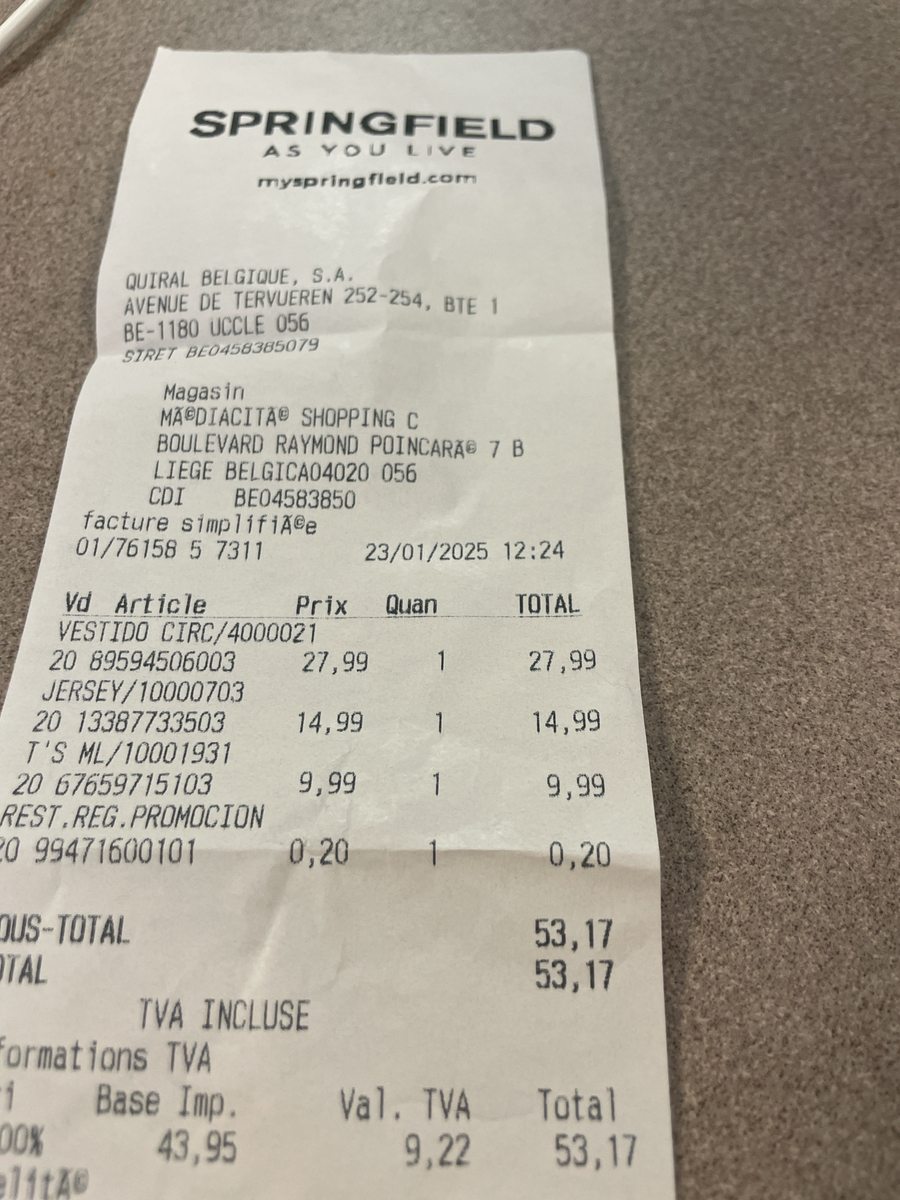 SPRINGFIELD
AS YOU LIVE
myspringfield.com
QUIRAL BELGIQUE, S.A.
AVENUE DE TERVUEREN 252-254, BTE 1
BE-1180 UCCLE 056
SIRET BE0458385079
Magasin
MÃ©DIACITÃ© SHOPPING C
BOULEVARD RAYMOND POINCARÃ© 7 B
LIEGE BELGICA04020 056
CDI BE04583850
facture simplifiÃ©e
01/76158 5 7311 23/01/2025 12:24
Vd Article Prix Quan TOTAL
VESTIDO CIRC/4000021
20 89594506003 27,99 1 27,99
JERSEY/10000703
20 13387733503 14,99 1 14,99
T'S ML/10001931
20 67659715103 9,99 1 9,99
REST.REG.PROMOCION
20 99471600101 0,20 1 0,20
OUS-TOTAL 53,17
OTAL 53,17
TVA INCLUSE
formations TVA
Base Imp. Val. TVA Total
00% 43,95 9,22 53,17
elitÃ©